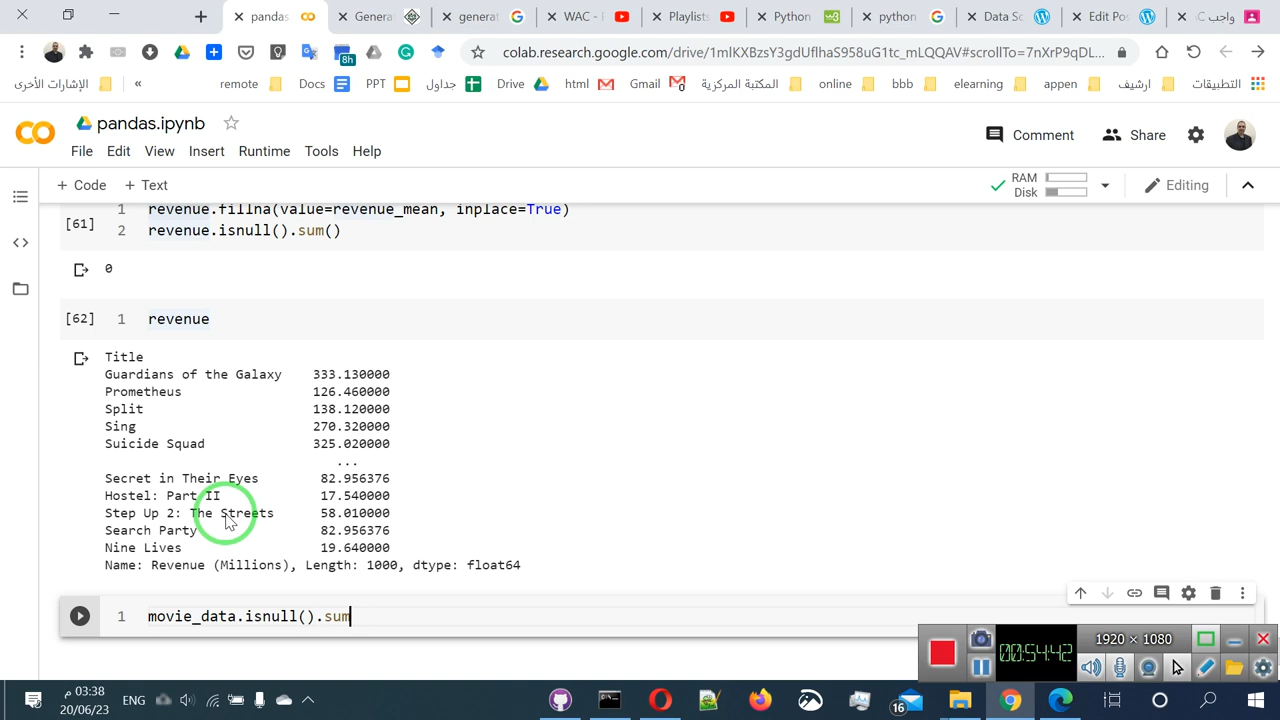 pandas
Genera
generat
WAC - 
Playlists
Python
python
Data Sc
Edit Pos
واجب C
8h
colab.research.google.com/drive/1mIKXBzsY3gdUflhaS958uG1tc_mLQQAV#scrollTo=7nXrP9qDL...
الإشارات الأخرى
«
remote
Docs
PPT
جداول
Drive
html
Gmail
المكتبة المركزية
online
bbb
elearning
appen
ارشيف
التطبيقات
pandas.ipynb
Comment
Share
File Edit View Insert Runtime Tools Help
+ Code + Text
RAM
Disk
Editing
[61]
1 revenue.fillna(value=revenue_mean, inplace=True)
2 revenue.isnull().sum()
0
[62] 1 revenue
Title
Guardians of the Galaxy 333.130000
Prometheus 126.460000
Split 138.120000
Sing 270.320000
Suicide Squad 325.020000
...
Secret in Their Eyes 82.956376
Hostel: Part II 17.540000
Step Up 2: The Streets 58.010000
Search Party 82.956376
Nine Lives 19.640000
Name: Revenue (Millions), Length: 1000, dtype: float64
1 movie_data.isnull().sum
1920 × 1080
00:54:42
03:38 م
20/06/23
ENG
16